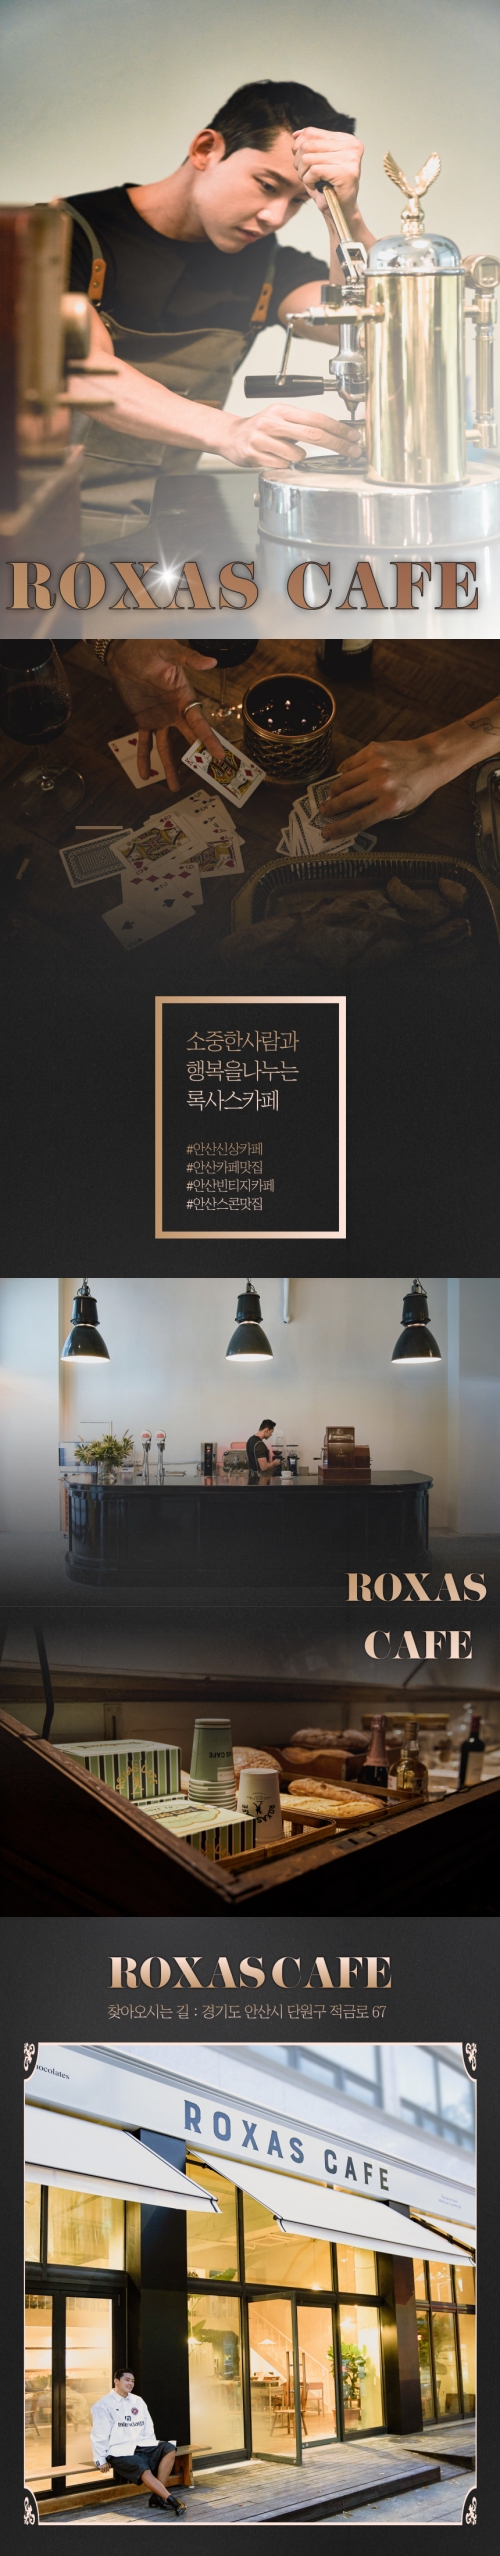 ROXAS CAFE
소중한사람과
행복을나누는
록사스카페
#안산신상카페
#안산카페맛집
#안산빈티지카페
#안산스콘맛집
ROXAS
CAFE
ROXAS CAFE
찾아오시는 길 : 경기도 안산시 단원구 적금로 67
ROXAS CAFE